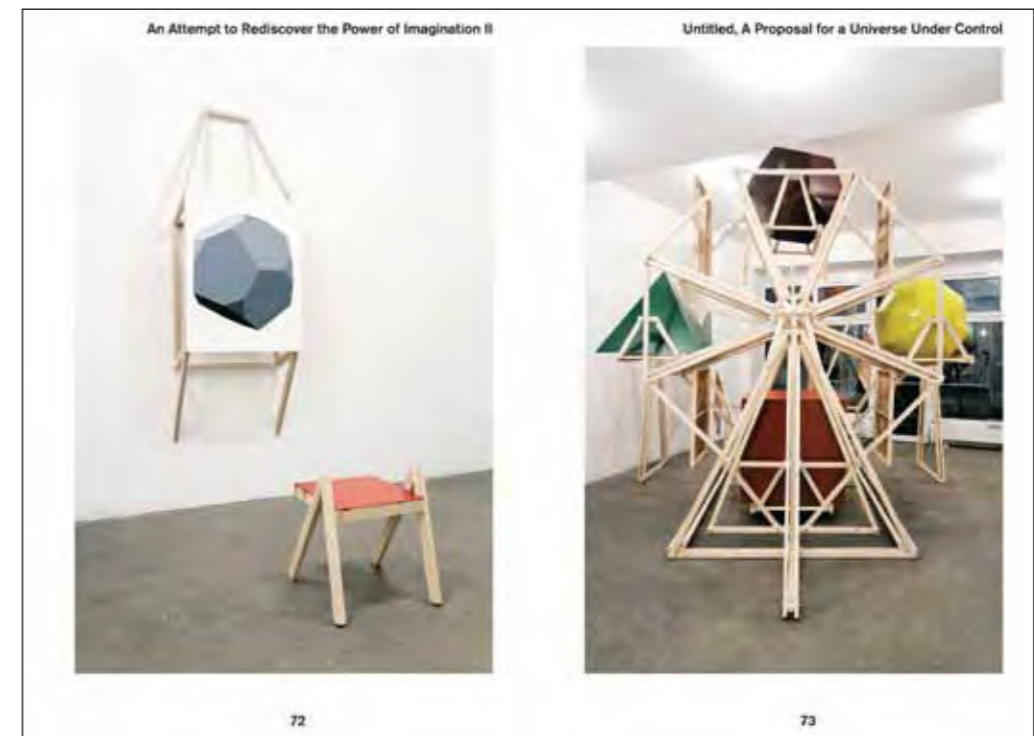 An Attempt to Rediscover the Power of Imagination II
Untitled, A Proposal for a Universe Under Control
72
73